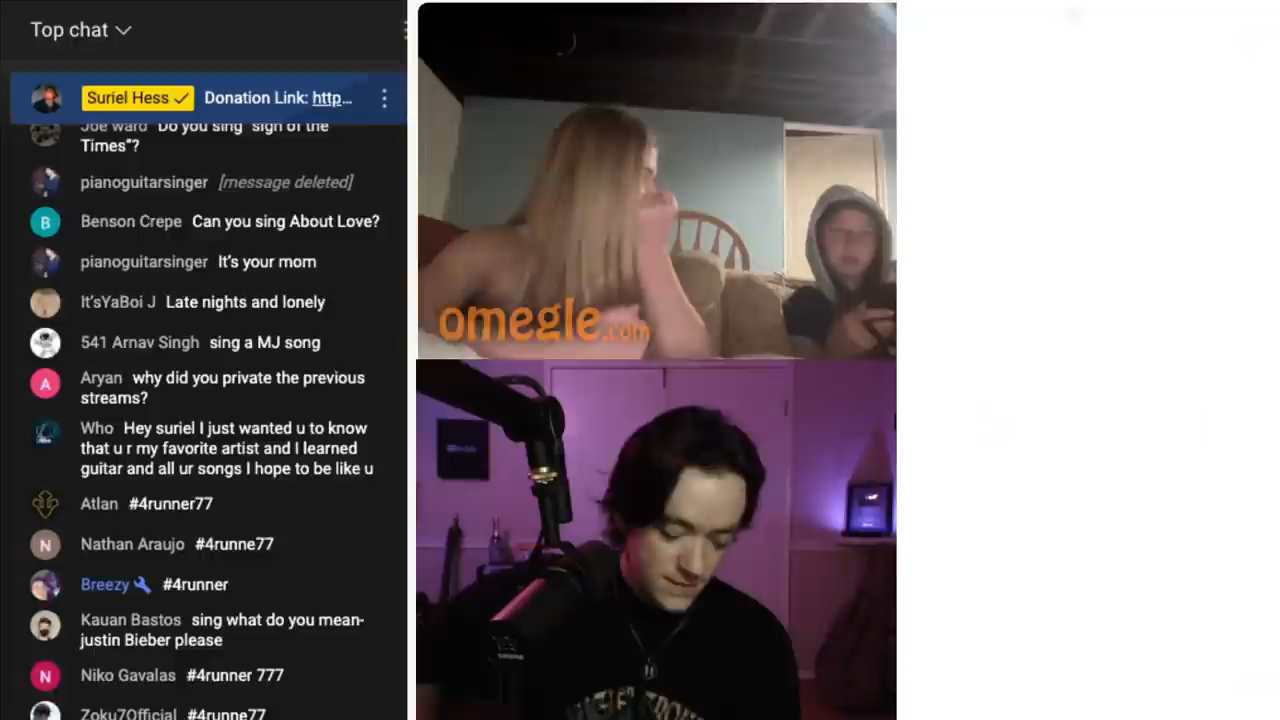 Top chat
Suriel Hess Donation Link: http...
Joe ward Do you sing "sign of the
Times"?
pianoguitarsinger [message deleted]
B
Benson Crepe Can you sing About Love?
pianoguitarsinger It's your mom
It'sYaBoi J Late nights and lonely
541 Arnav Singh sing a MJ song
A
Aryan why did you private the previous
streams?
Who Hey suriel I just wanted u to know
that u r my favorite artist and I learned
guitar and all ur songs I hope to be like u
Atlan #4runner77
N
Nathan Araujo #4runne77
Breezy #4runner
Kauan Bastos sing what do you mean-
justin Bieber please
N
Niko Gavalas #4runner 777
Zoku7Official #4runne77
omegle.com